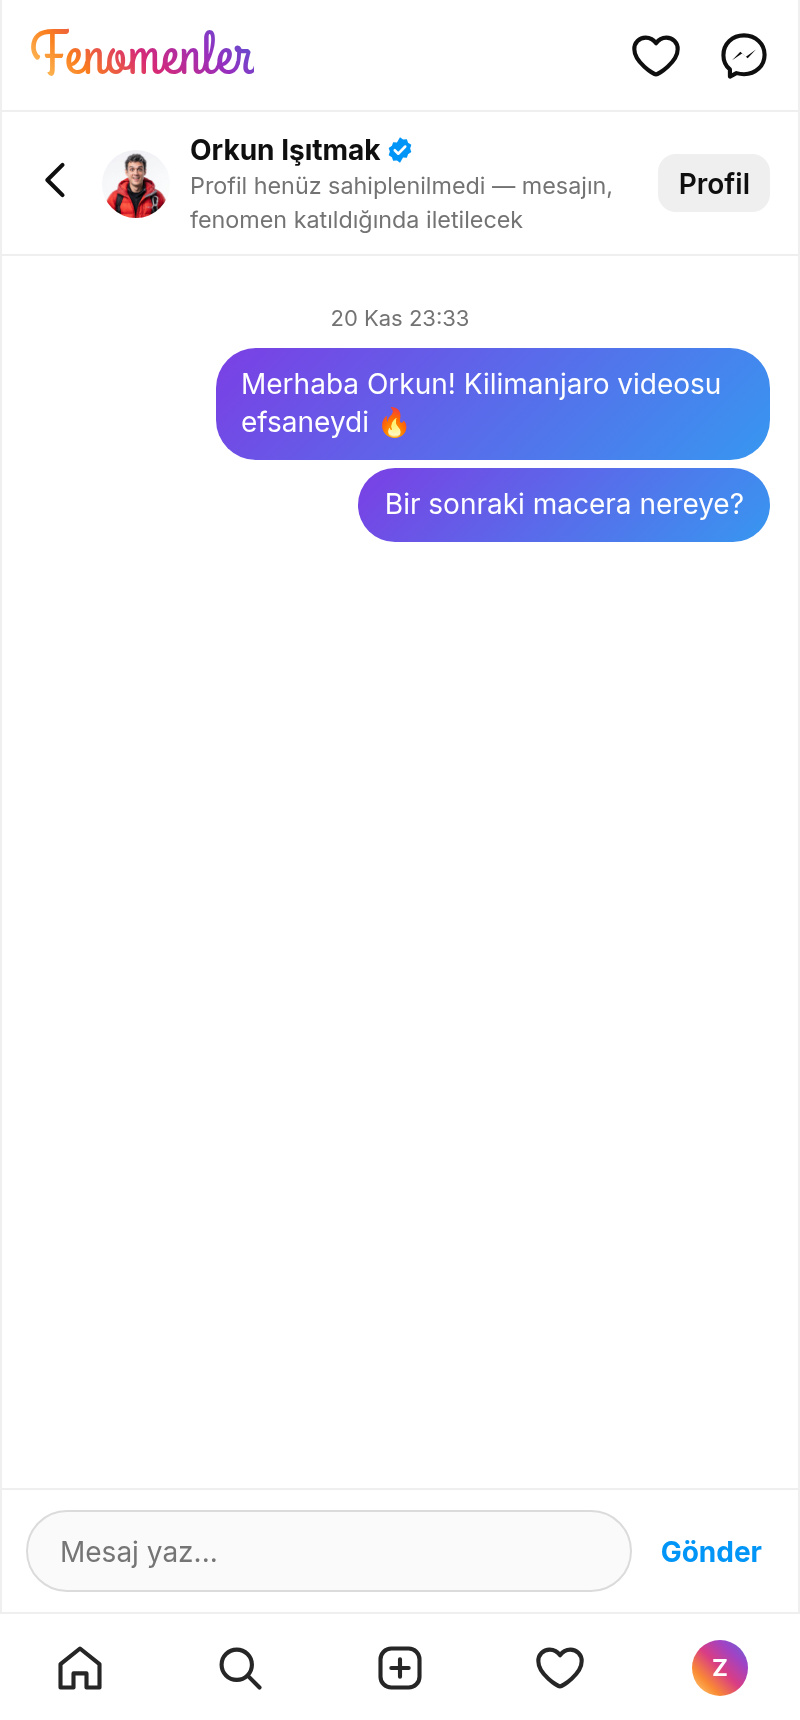 Fenomenler
Orkun Işıtmak
Profil henüz sahiplenilmedi — mesajın,
fenomen katıldığında iletilecek
Profil
20 Kas 23:33
Merhaba Orkun! Kilimanjaro videosu
efsaneydi 🔥
Bir sonraki macera nereye?
Mesaj yaz...
Gönder
Z